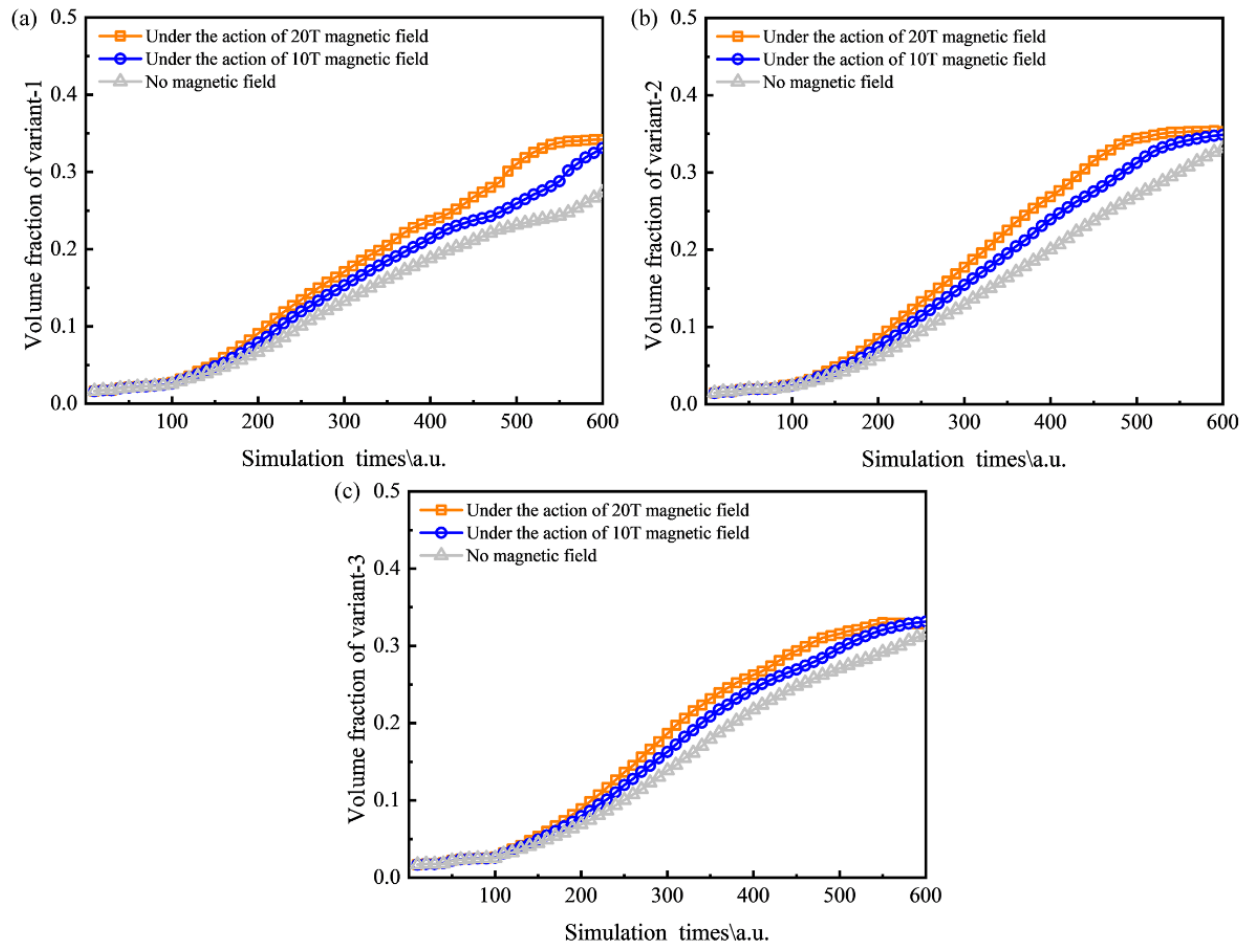 (a)
Volume fraction of variant-1
0.5
0.4
0.3
0.2
0.1
0.0
Under the action of 20T magnetic field
Under the action of 10T magnetic field
No magnetic field
100 200 300 400 500 600
Simulation times\a.u.
(b)
Volume fraction of variant-2
0.5
0.4
0.3
0.2
0.1
0.0
Under the action of 20T magnetic field
Under the action of 10T magnetic field
No magnetic field
100 200 300 400 500 600
Simulation times\a.u.
(c)
Volume fraction of variant-3
0.5
0.4
0.3
0.2
0.1
0.0
Under the action of 20T magnetic field
Under the action of 10T magnetic field
No magnetic field
100 200 300 400 500 600
Simulation times\a.u.